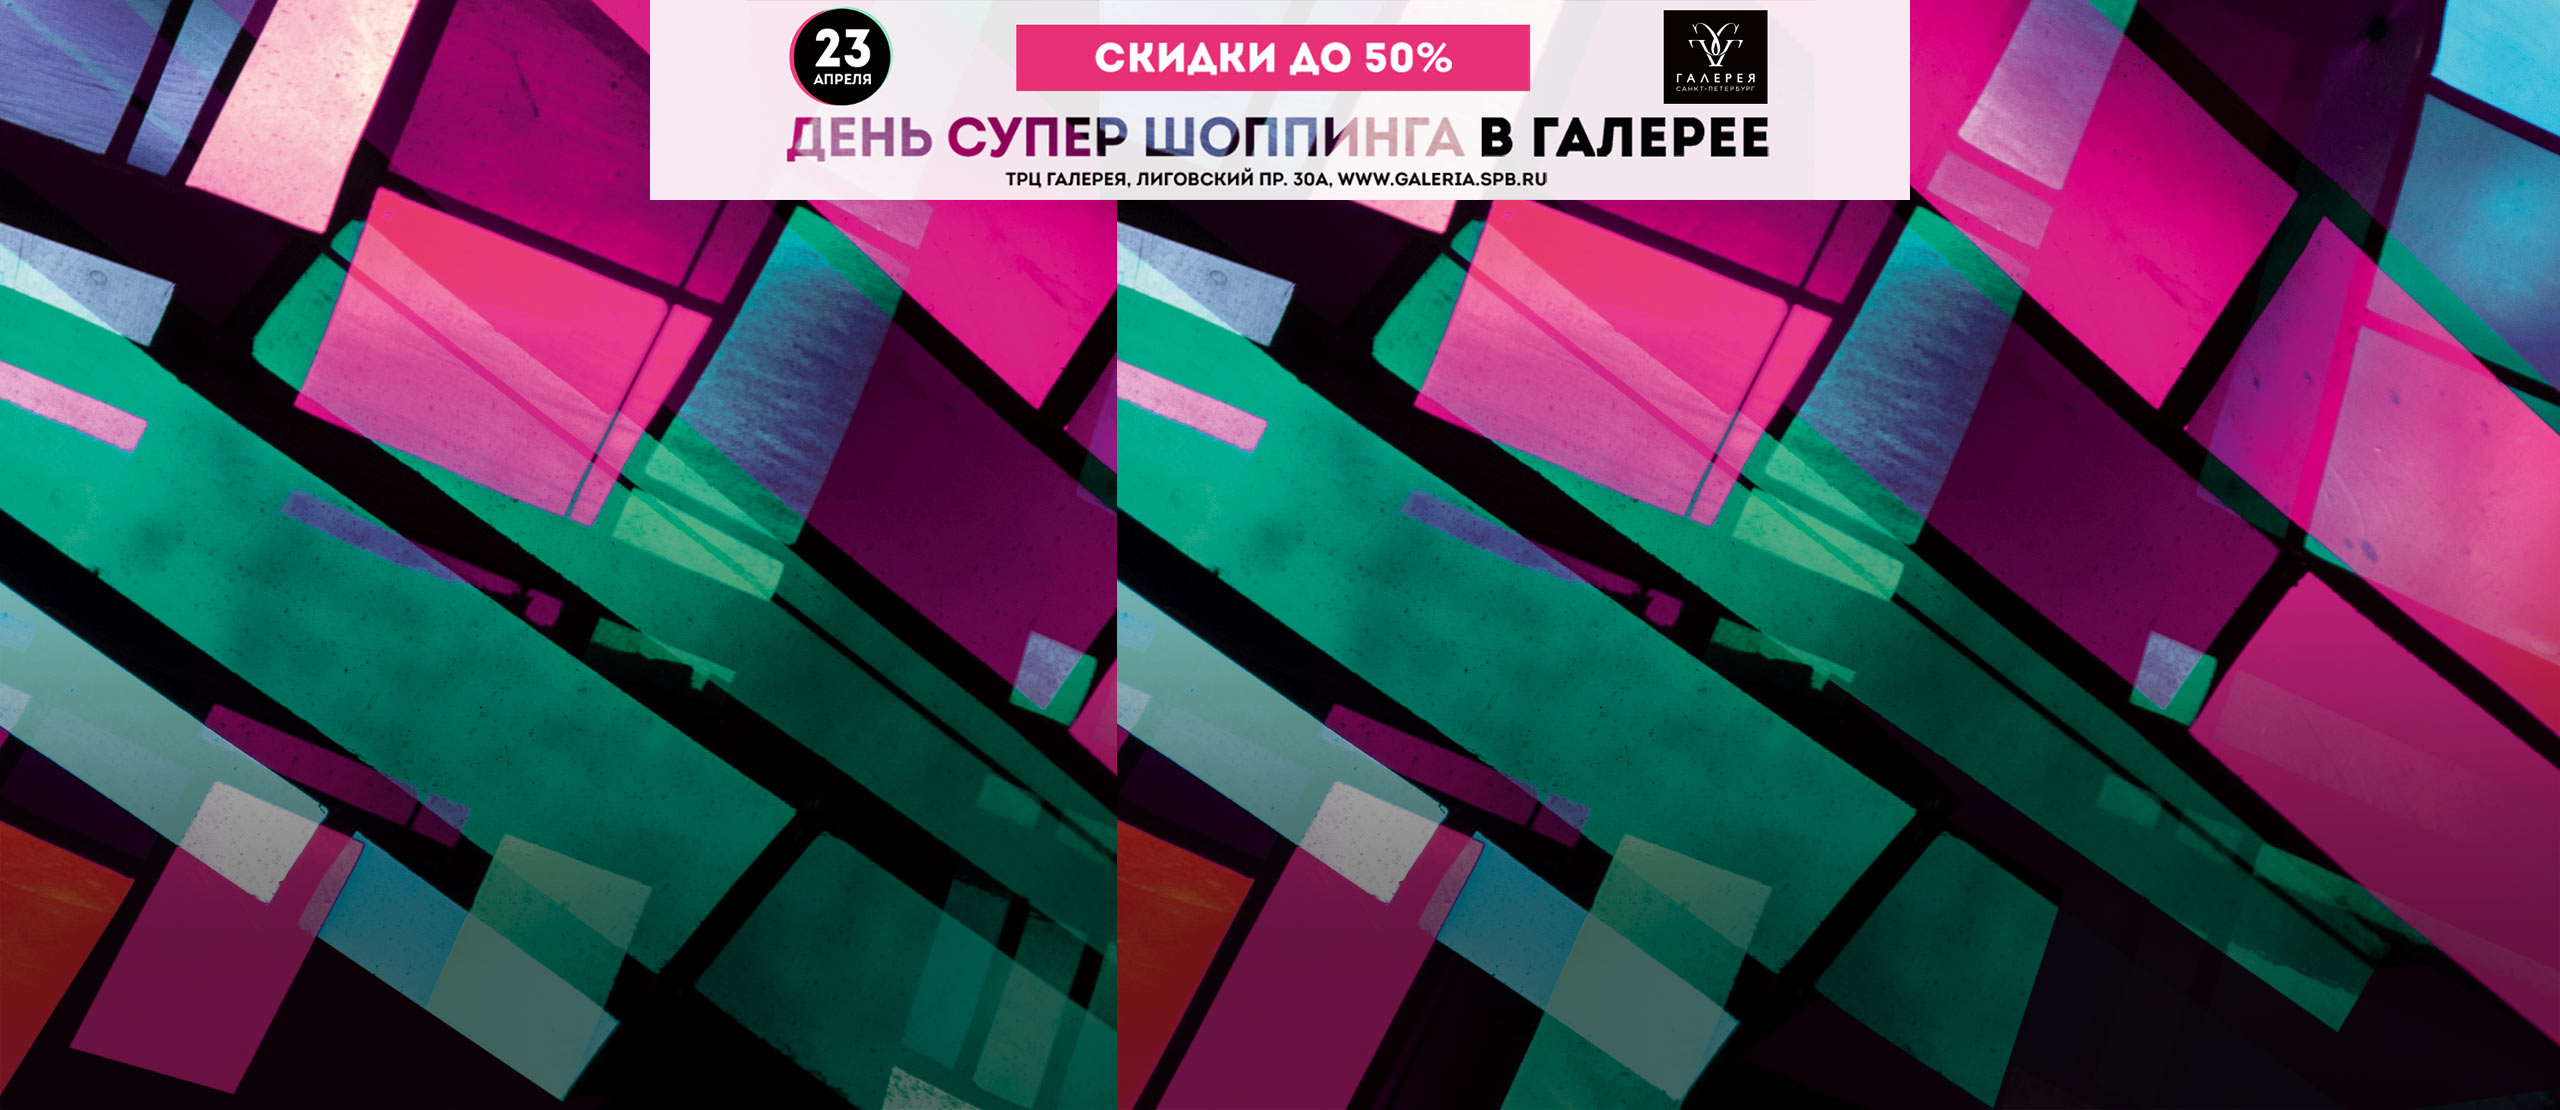 23
АПРЕЛЯ
СКИДКИ ДО 50%
ГАЛЕРЕЯ
САНКТ-ПЕТЕРБУРГ
ДЕНЬ СУПЕР ШОППИНГА В ГАЛЕРЕЕ
ТРЦ ГАЛЕРЕЯ, ЛИГОВСКИЙ ПР. 30А, WWW.GALERIA.SPB.RU